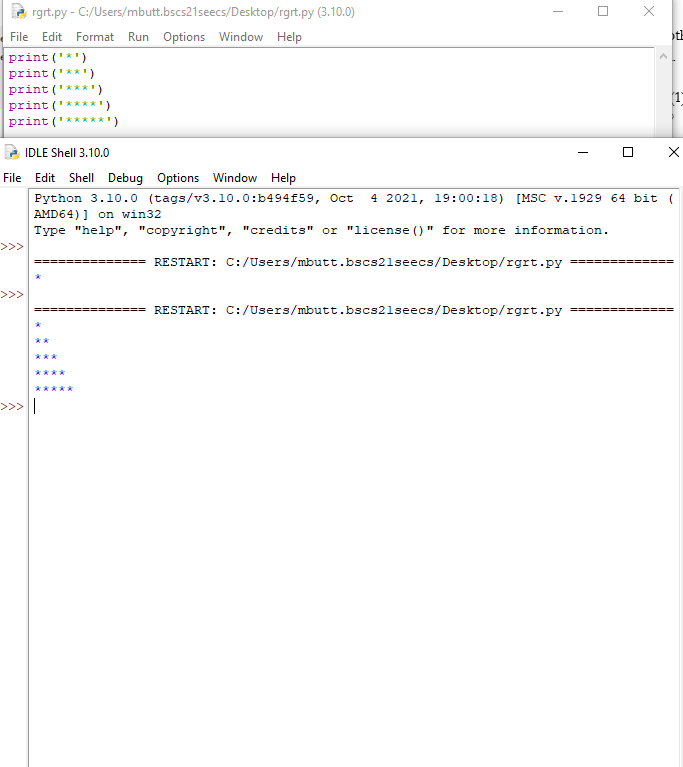 rgrt.py - C:/Users/mbutt.bscs21seecs/Desktop/rgrt.py (3.10.0)
File Edit Format Run Options Window Help
print('*')
print('**')
print('***')
print('****')
print('*****')
IDLE Shell 3.10.0
File Edit Shell Debug Options Window Help
Python 3.10.0 (tags/v3.10.0:b494f59, Oct  4 2021, 19:00:18) [MSC v.1929 64 bit (
AMD64)] on win32
Type "help", "copyright", "credits" or "license()" for more information.
>>>
============== RESTART: C:/Users/mbutt.bscs21seecs/Desktop/rgrt.py =============
*
>>>
============== RESTART: C:/Users/mbutt.bscs21seecs/Desktop/rgrt.py =============
*
**
***
****
*****
>>>